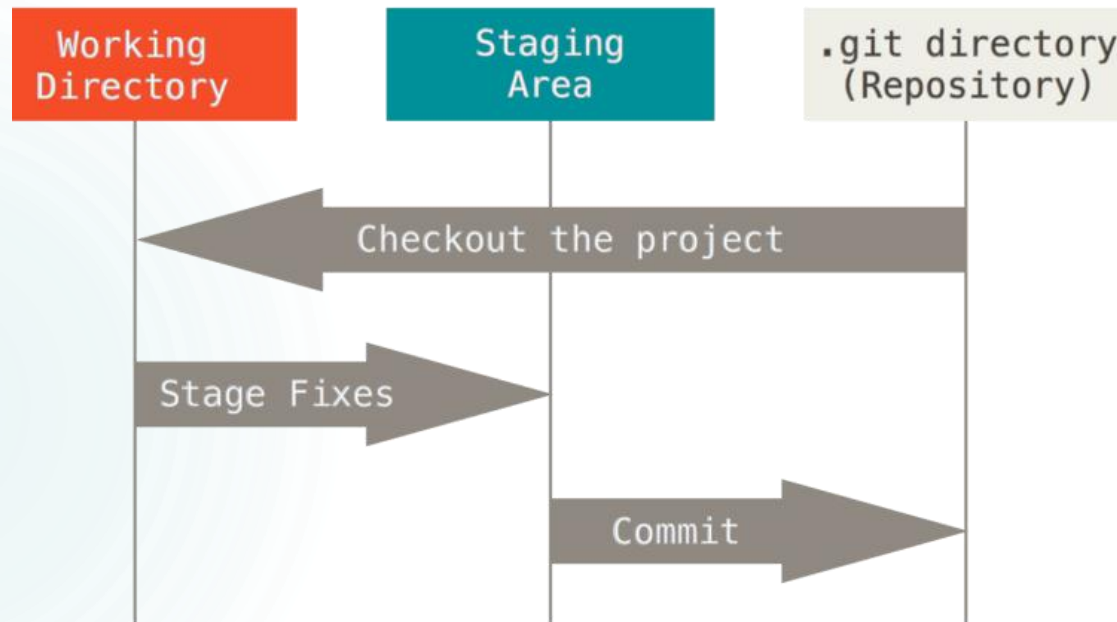 Working
Directory
Staging
Area
.git directory
(Repository)
Checkout the project
Stage Fixes
Commit